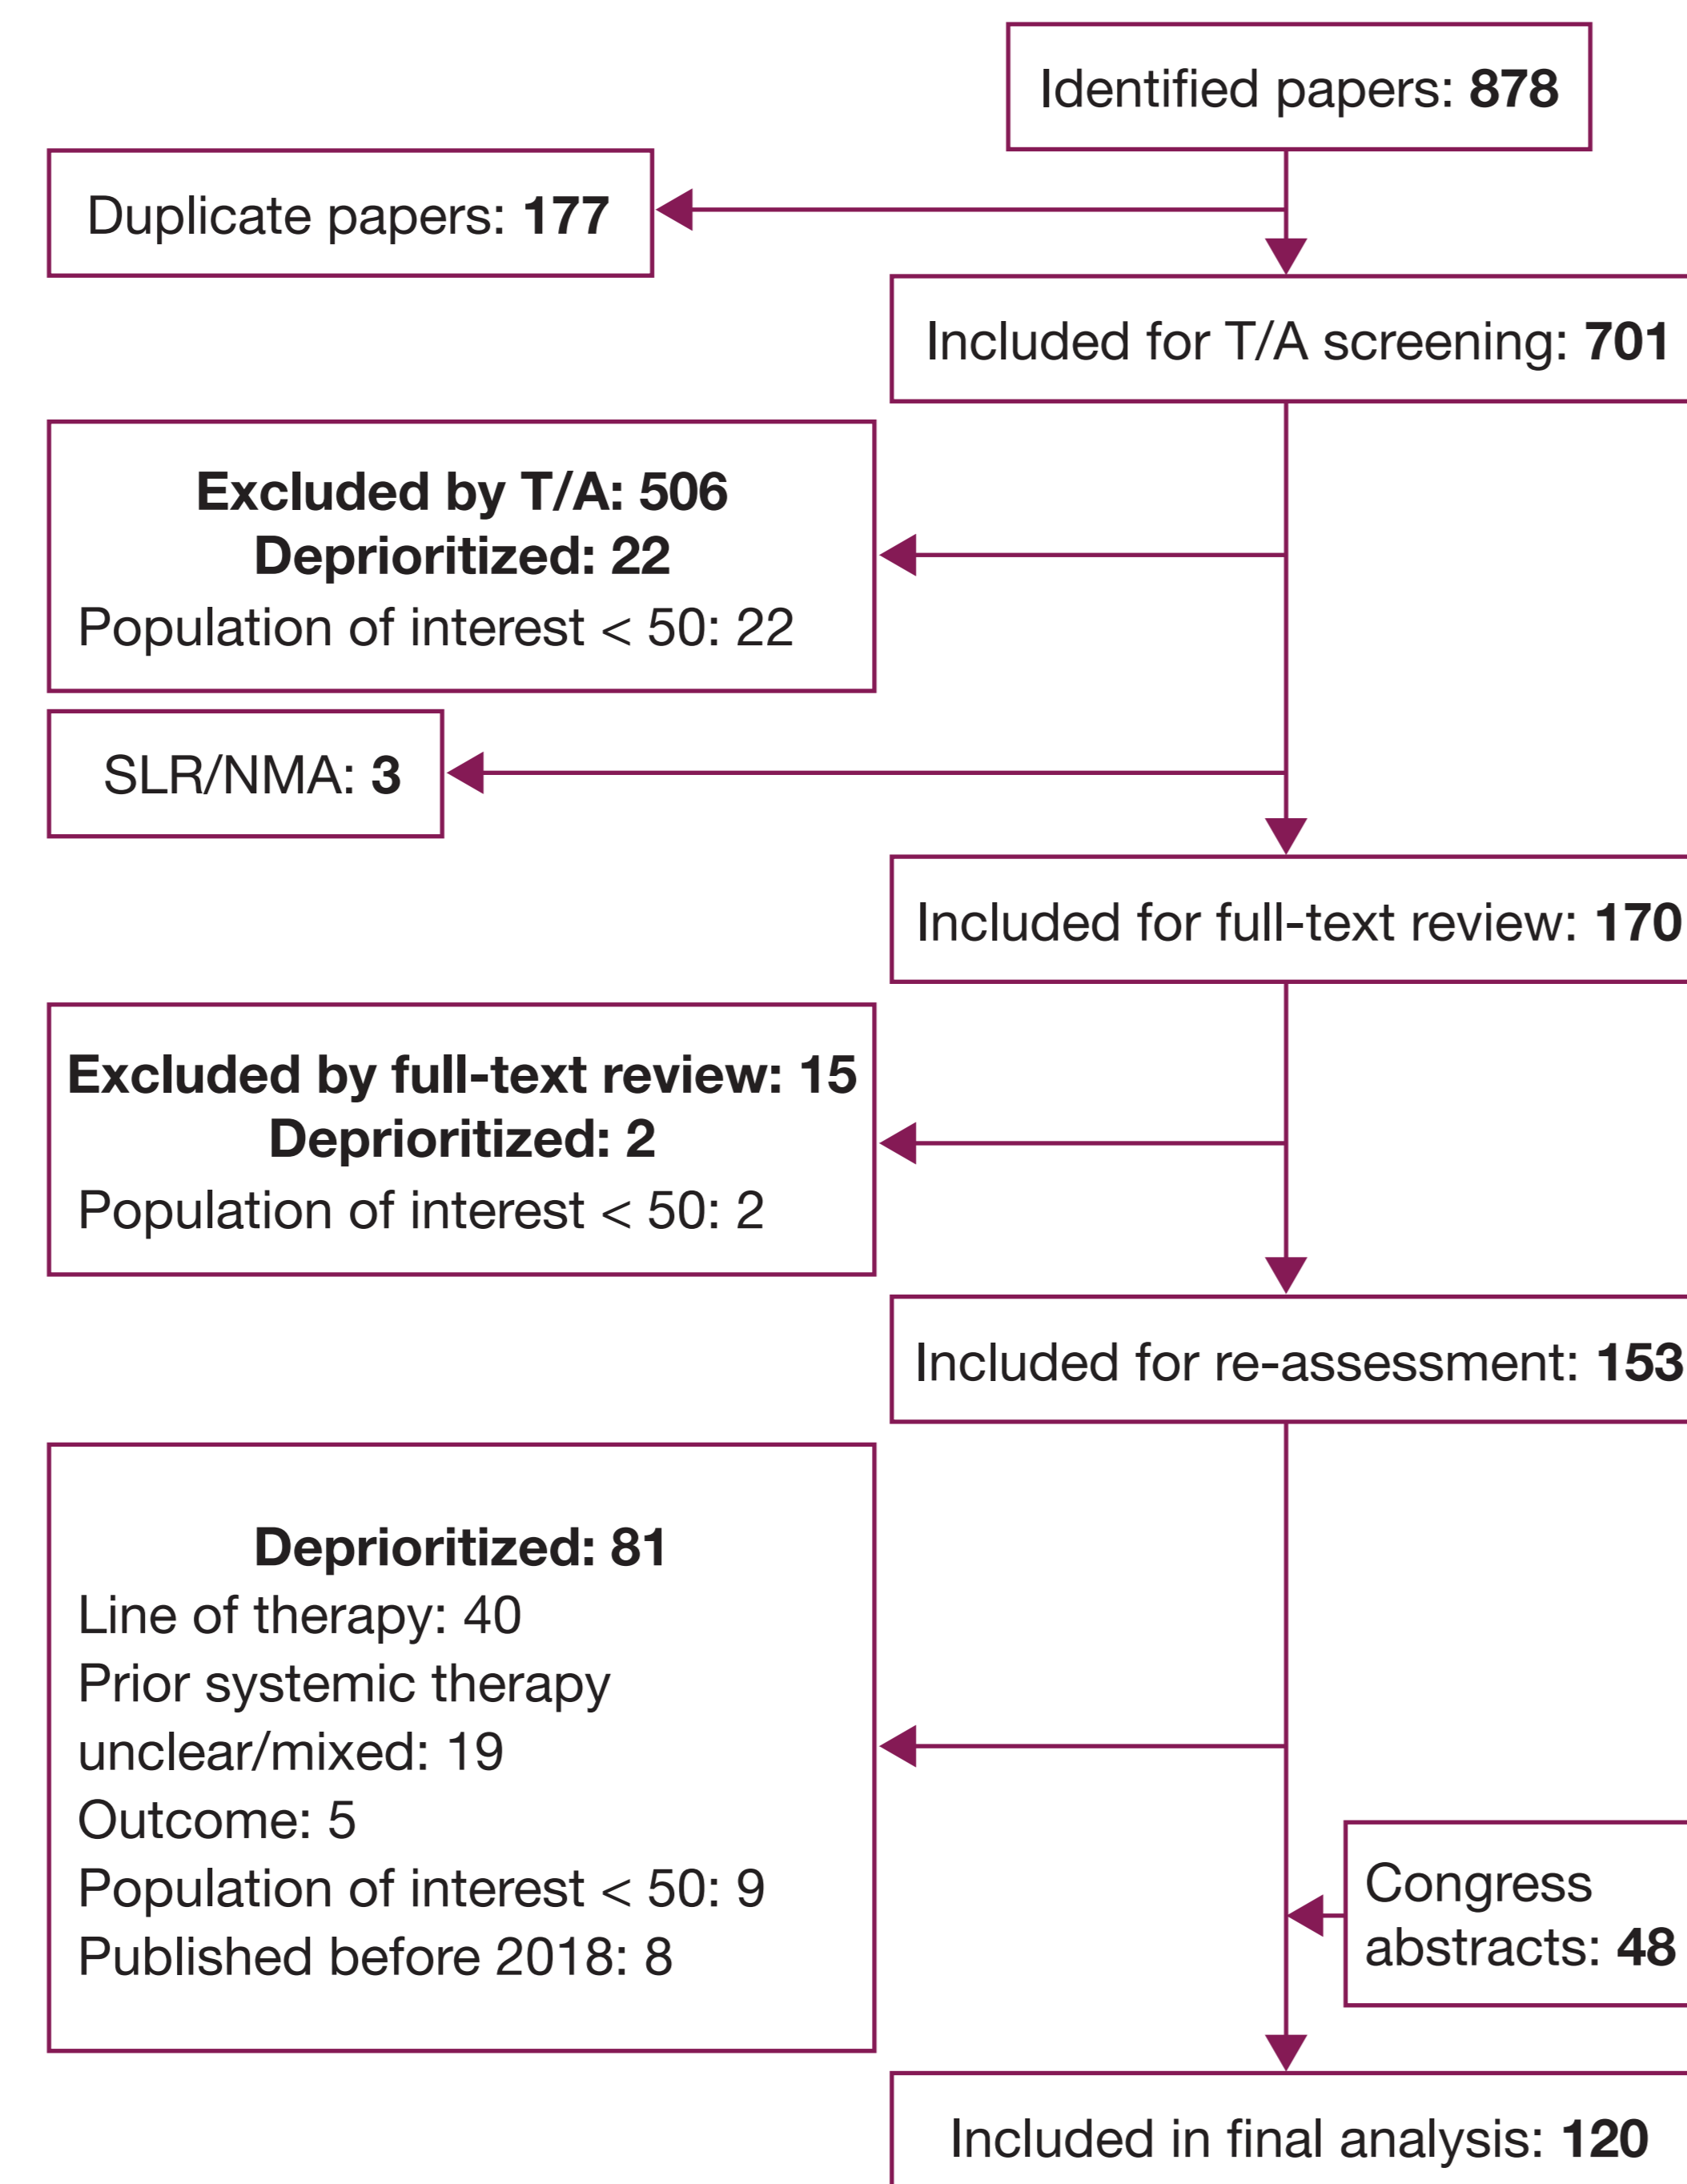 Identified papers: 878
Duplicate papers: 177
Included for T/A screening: 701
Excluded by T/A: 506
Deprioritized: 22
Population of interest < 50: 22
SLR/NMA: 3
Included for full-text review: 170
Excluded by full-text review: 15
Deprioritized: 2
Population of interest < 50: 2
Included for re-assessment: 153
Deprioritized: 81
Line of therapy: 40
Prior systemic therapy
unclear/mixed: 19
Outcome: 5
Population of interest < 50: 9
Published before 2018: 8
Congress
abstracts: 48
Included in final analysis: 120